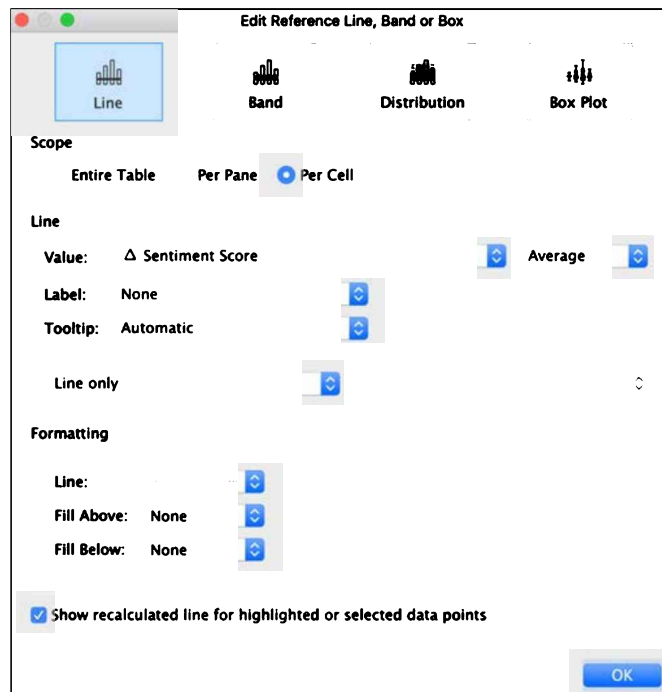 Edit Reference Line, Band or Box
Line Band Distribution Box Plot
Scope
Entire Table Per Pane Per Cell
Line
Value: Δ Sentiment Score Average
Label: None
Tooltip: Automatic
Line only
Formatting
Line:
Fill Above: None
Fill Below: None
Show recalculated line for highlighted or selected data points
OK